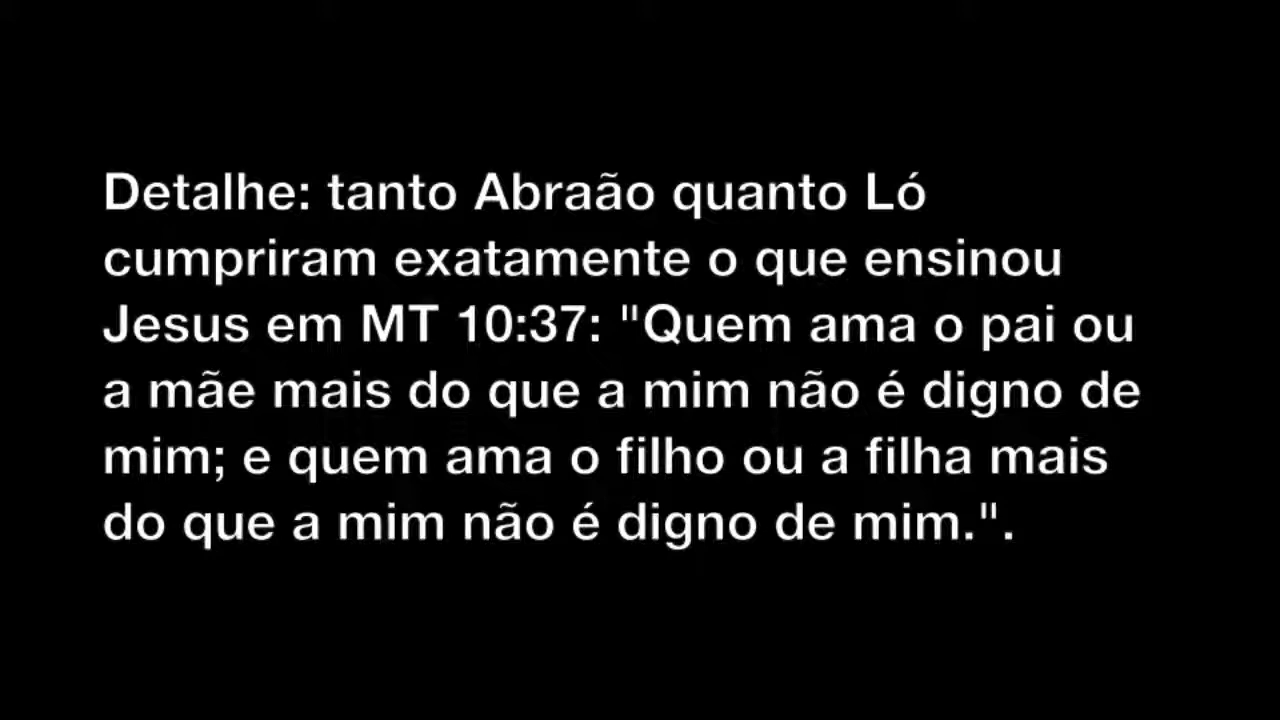 Detalhe: tanto Abraão quanto Ló
cumpriram exatamente o que ensinou
Jesus em MT 10:37: "Quem ama o pai ou
a mãe mais do que a mim não é digno de
mim; e quem ama o filho ou a filha mais
do que a mim não é digno de mim.".